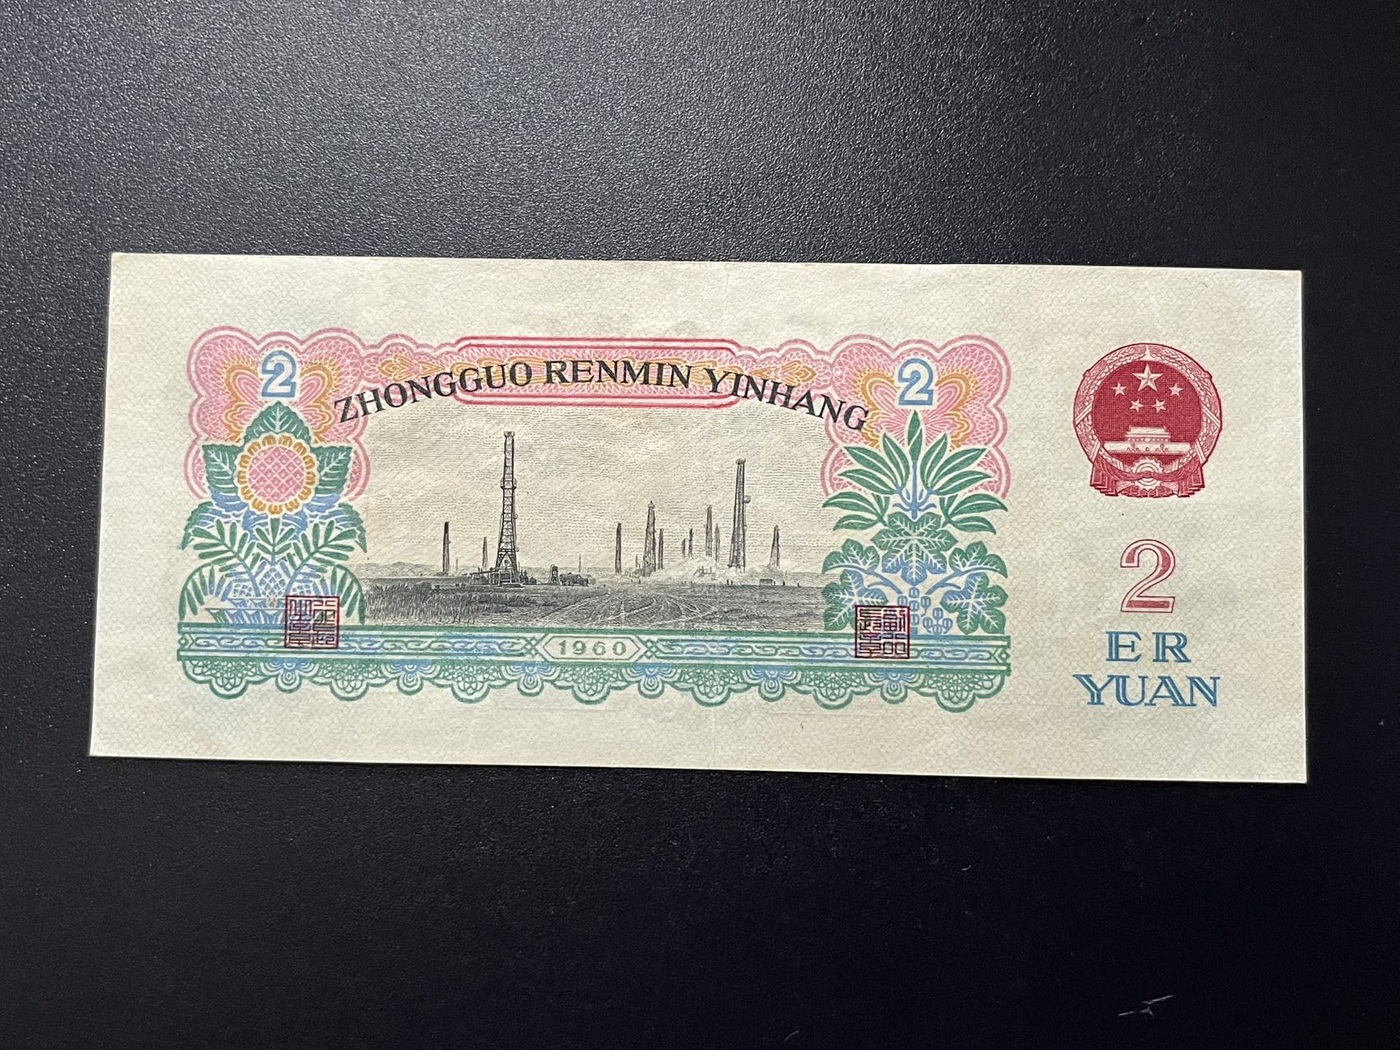 2
ZHONGGUO RENMIN YINHANG
2
1960
2
ER
YUAN